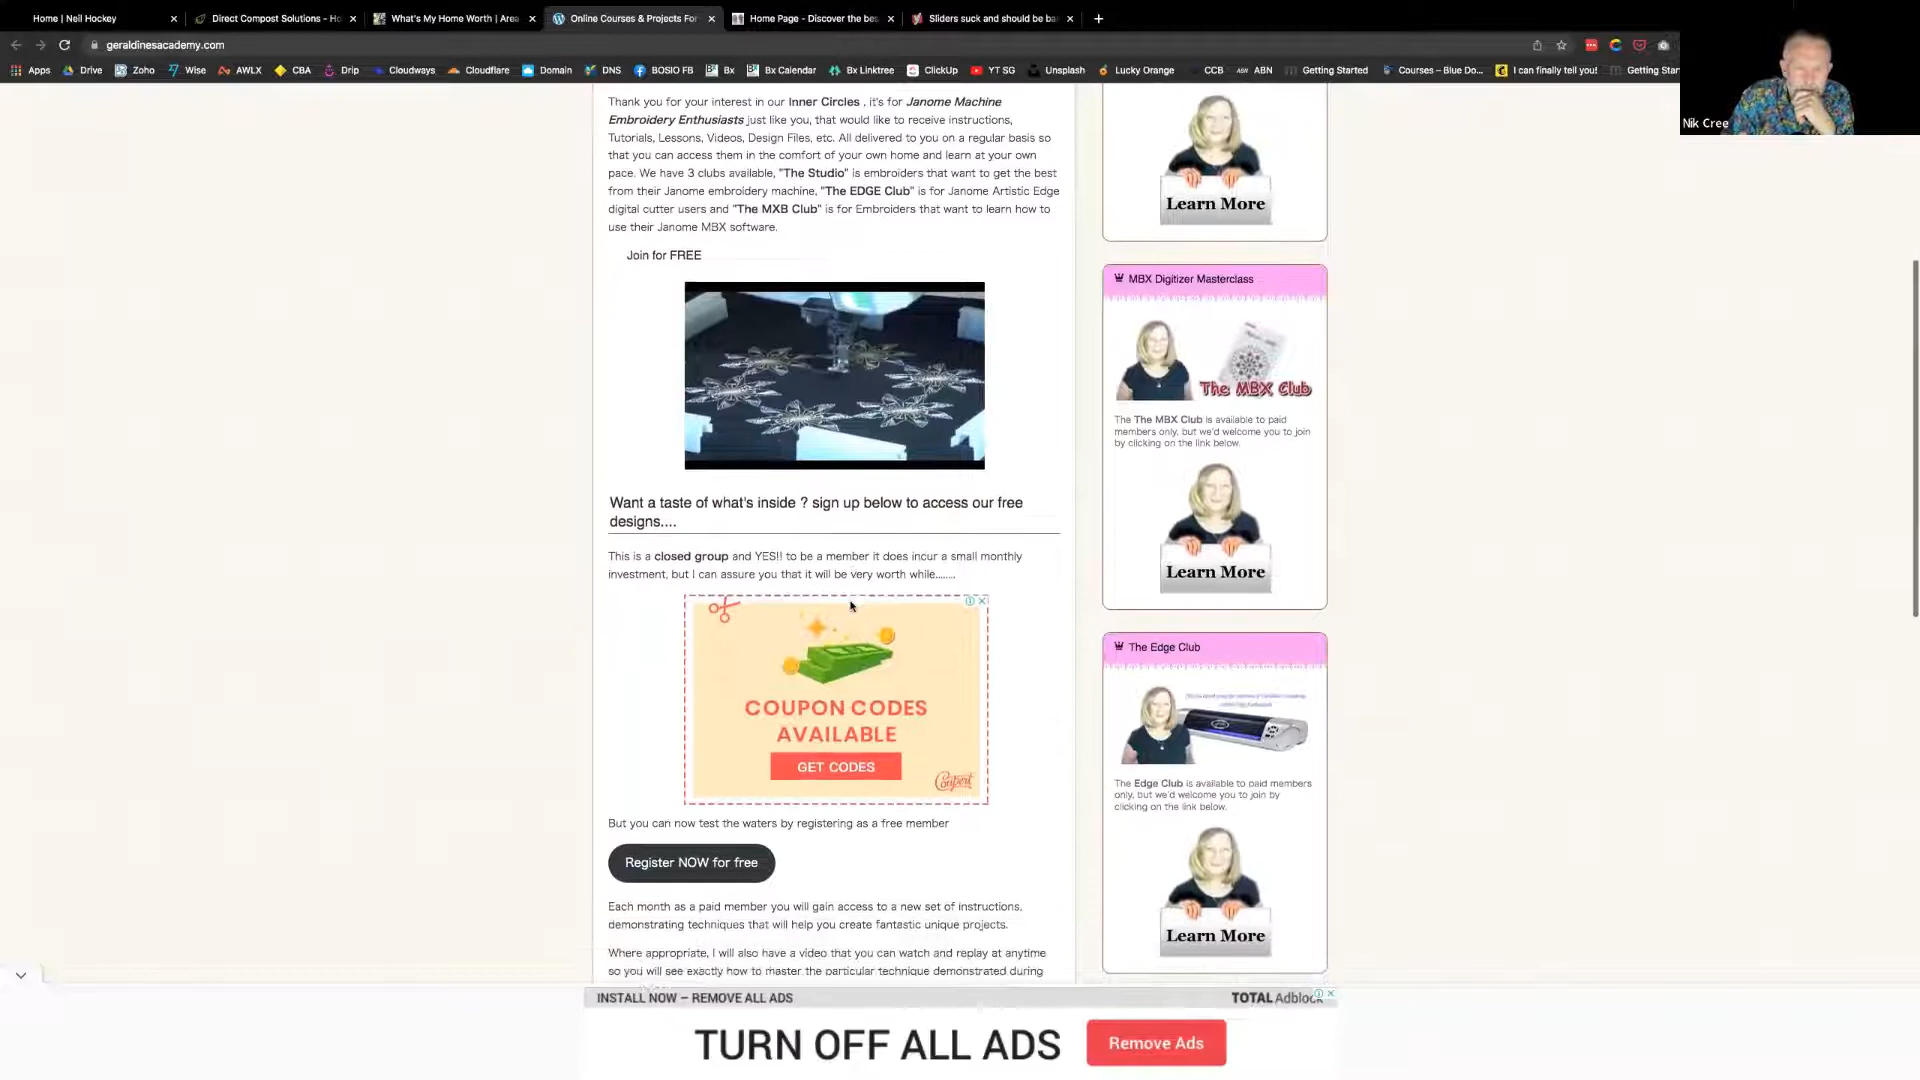 Home | Neil Hockey
Direct Compost Solutions - Ho
What's My Home Worth | Area
Online Courses & Projects For
Home Page - Discover the bes
Sliders suck and should be ba
geraldinesacademy.com
Apps
Drive
Zoho
Wise
AWLX
CBA
Drip
Cloudways
Cloudflare
Domain
DNS
BOSIO FB
Bx
Bx Calendar
Bx Linktree
ClickUp
YT SG
Unsplash
Lucky Orange
CCB
ABN
Getting Started
Courses – Blue Do...
I can finally tell you!
Getting Star
Nik Cree
Thank you for your interest in our Inner Circles , it's for Janome Machine
Embroidery Enthusiasts just like you, that would like to receive instructions,
Tutorials, Lessons, Videos, Design Files, etc. All delivered to you on a regular basis so
that you can access them in the comfort of your own home and learn at your own
pace. We have 3 clubs available, "The Studio" is embroiders that want to get the best
from their Janome embroidery machine, "The EDGE Club" is for Janome Artistic Edge
digital cutter users and "The MXB Club" is for Embroiders that want to learn how to
use their Janome MBX software.
Join for FREE
Want a taste of what's inside ? sign up below to access our free
designs....
This is a closed group and YES!! to be a member it does incur a small monthly
investment, but I can assure you that it will be very worth while........
COUPON CODES
AVAILABLE
GET CODES
Coupert
But you can now test the waters by registering as a free member
Register NOW for free
Each month as a paid member you will gain access to a new set of instructions,
demonstrating techniques that will help you create fantastic unique projects.
Where appropriate, I will also have a video that you can watch and replay at anytime
so you will see exactly how to master the particular technique demonstrated during
Learn More
MBX Digitizer Masterclass
The MBX Club
The The MBX Club is available to paid
members only, but we'd welcome you to join
by clicking on the link below.
Learn More
The Edge Club
The Edge Club is available to paid members
only, but we'd welcome you to join by
clicking on the link below.
Learn More
INSTALL NOW – REMOVE ALL ADS
TOTAL Adblock
TURN OFF ALL ADS
Remove Ads